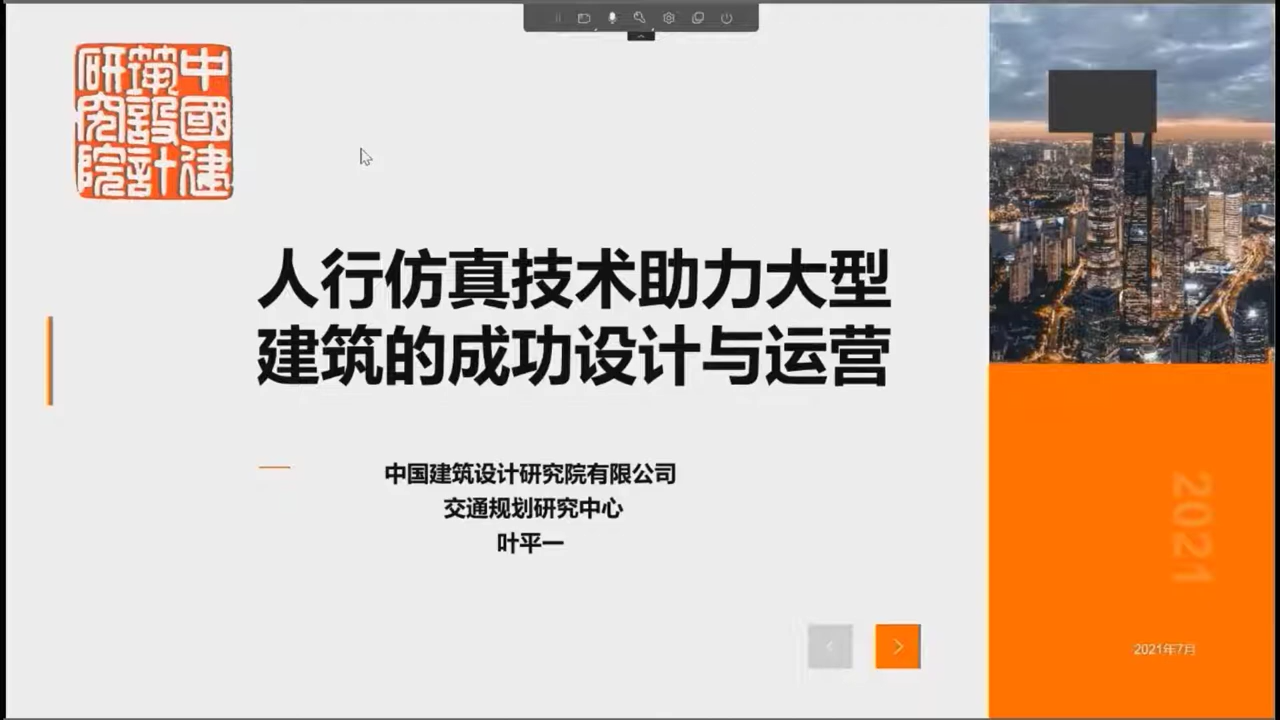 中國建
築設計
研究院
人行仿真技术助力大型
建筑的成功设计与运营
中国建筑设计研究院有限公司
交通规划研究中心
叶平一
2021
2021年7月